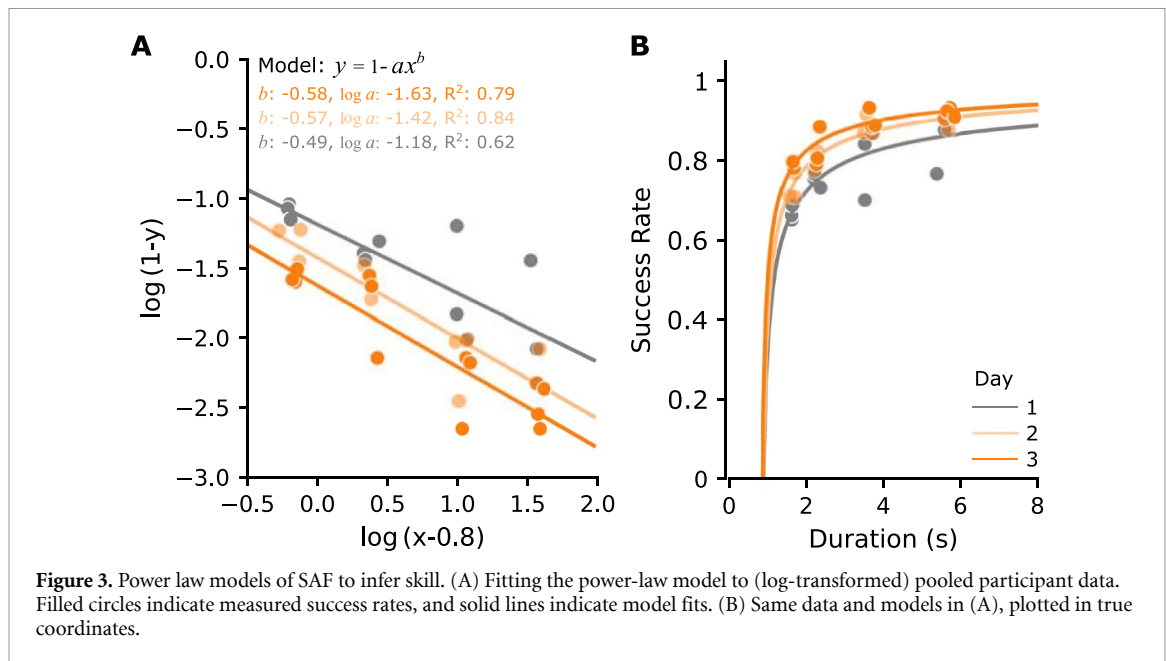 A
Model: y = 1- ax^b
b: -0.58, log a: -1.63, R²: 0.79
b: -0.57, log a: -1.42, R²: 0.84
b: -0.49, log a: -1.18, R²: 0.62
0.0
−0.5
−1.0
−1.5
−2.0
−2.5
−3.0
log (1-y)
−0.5 0.0 0.5 1.0 1.5 2.0
log (x-0.8)
B
1
0.8
0.6
0.4
0.2
0
Success Rate
Day
1
2
3
0 2 4 6 8
Duration (s)
Figure 3. Power law models of SAF to infer skill. (A) Fitting the power-law model to (log-transformed) pooled participant data.
Filled circles indicate measured success rates, and solid lines indicate model fits. (B) Same data and models in (A), plotted in true
coordinates.